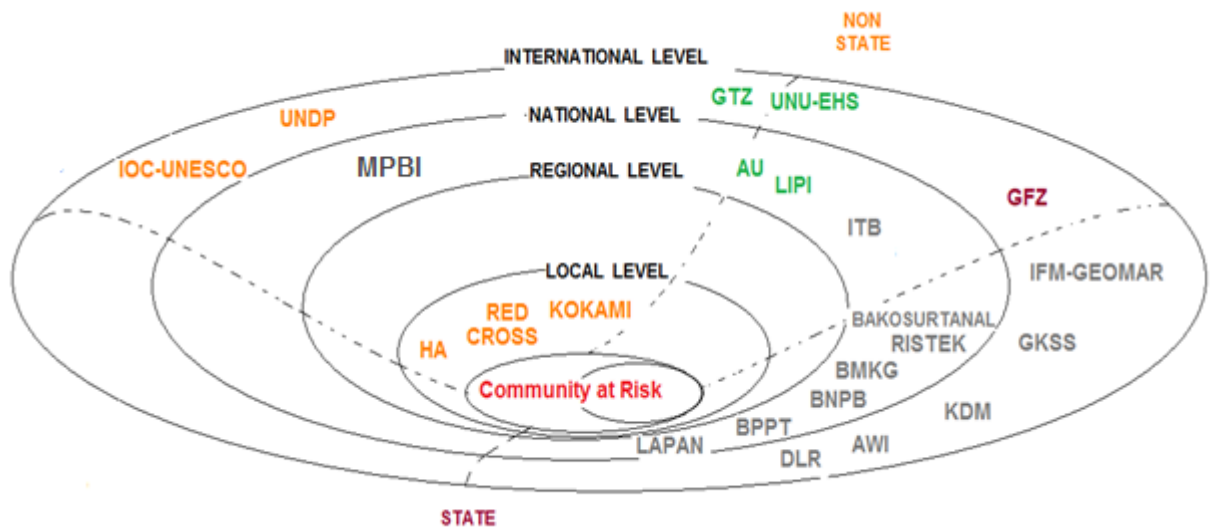 NON
STATE
INTERNATIONAL LEVEL
GTZ
UNU-EHS
UNDP
NATIONAL LEVEL
IOC-UNESCO
MPBI
REGIONAL LEVEL
AU
LIPI
GFZ
ITB
LOCAL LEVEL
IFM-GEOMAR
RED
CROSS
KOKAMI
BAKOSURTANAL
RISTEK
GKSS
HA
BMKG
Community at Risk
BNPB
KDM
BPPT
LAPAN
AWI
DLR
STATE